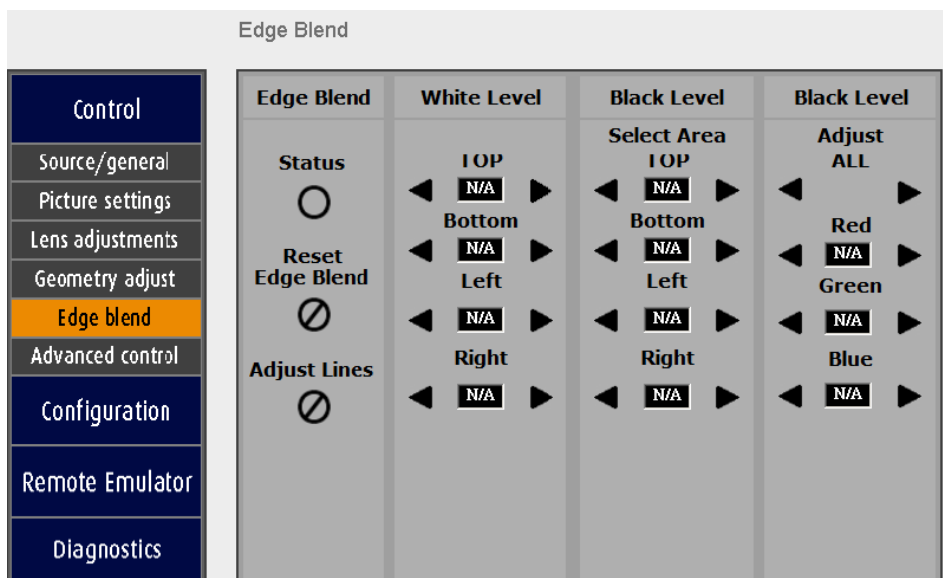 Edge Blend
Control
Source/general
Picture settings
Lens adjustments
Geometry adjust
Edge blend
Advanced control
Configuration
Remote Emulator
Diagnostics
Edge Blend
Status
Reset
Edge Blend
Adjust Lines
White Level
TOP
N/A
Bottom
N/A
Left
N/A
Right
N/A
Black Level
Select Area
TOP
N/A
Bottom
N/A
Left
N/A
Right
N/A
Black Level
Adjust
ALL
Red
N/A
Green
N/A
Blue
N/A